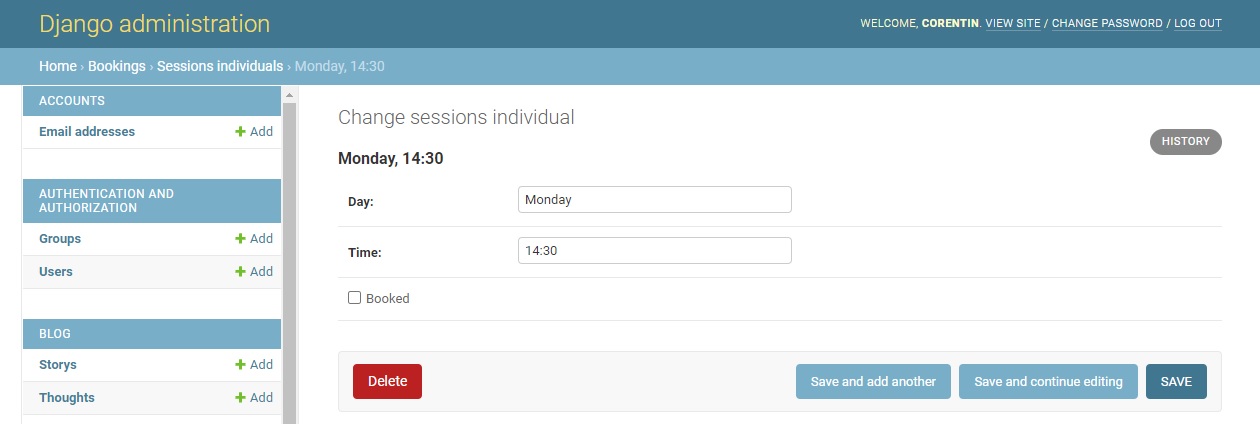 Django administration
WELCOME, CORENTIN. VIEW SITE / CHANGE PASSWORD / LOG OUT
Home › Bookings › Sessions individuals › Monday, 14:30
ACCOUNTS
Email addresses Add
AUTHENTICATION AND
AUTHORIZATION
Groups Add
Users Add
BLOG
Storys Add
Thoughts Add
Change sessions individual
HISTORY
Monday, 14:30
Day: Monday
Time: 14:30
Booked
Delete Save and add another Save and continue editing SAVE